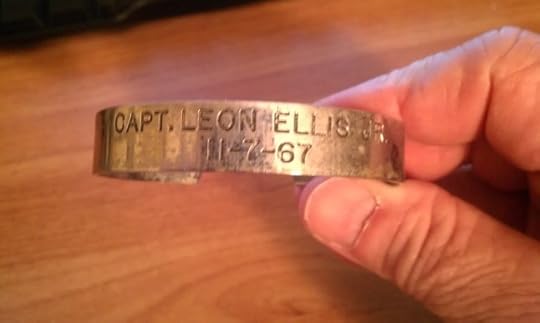 CAPT. LEON ELLIS JR.
11-7-67